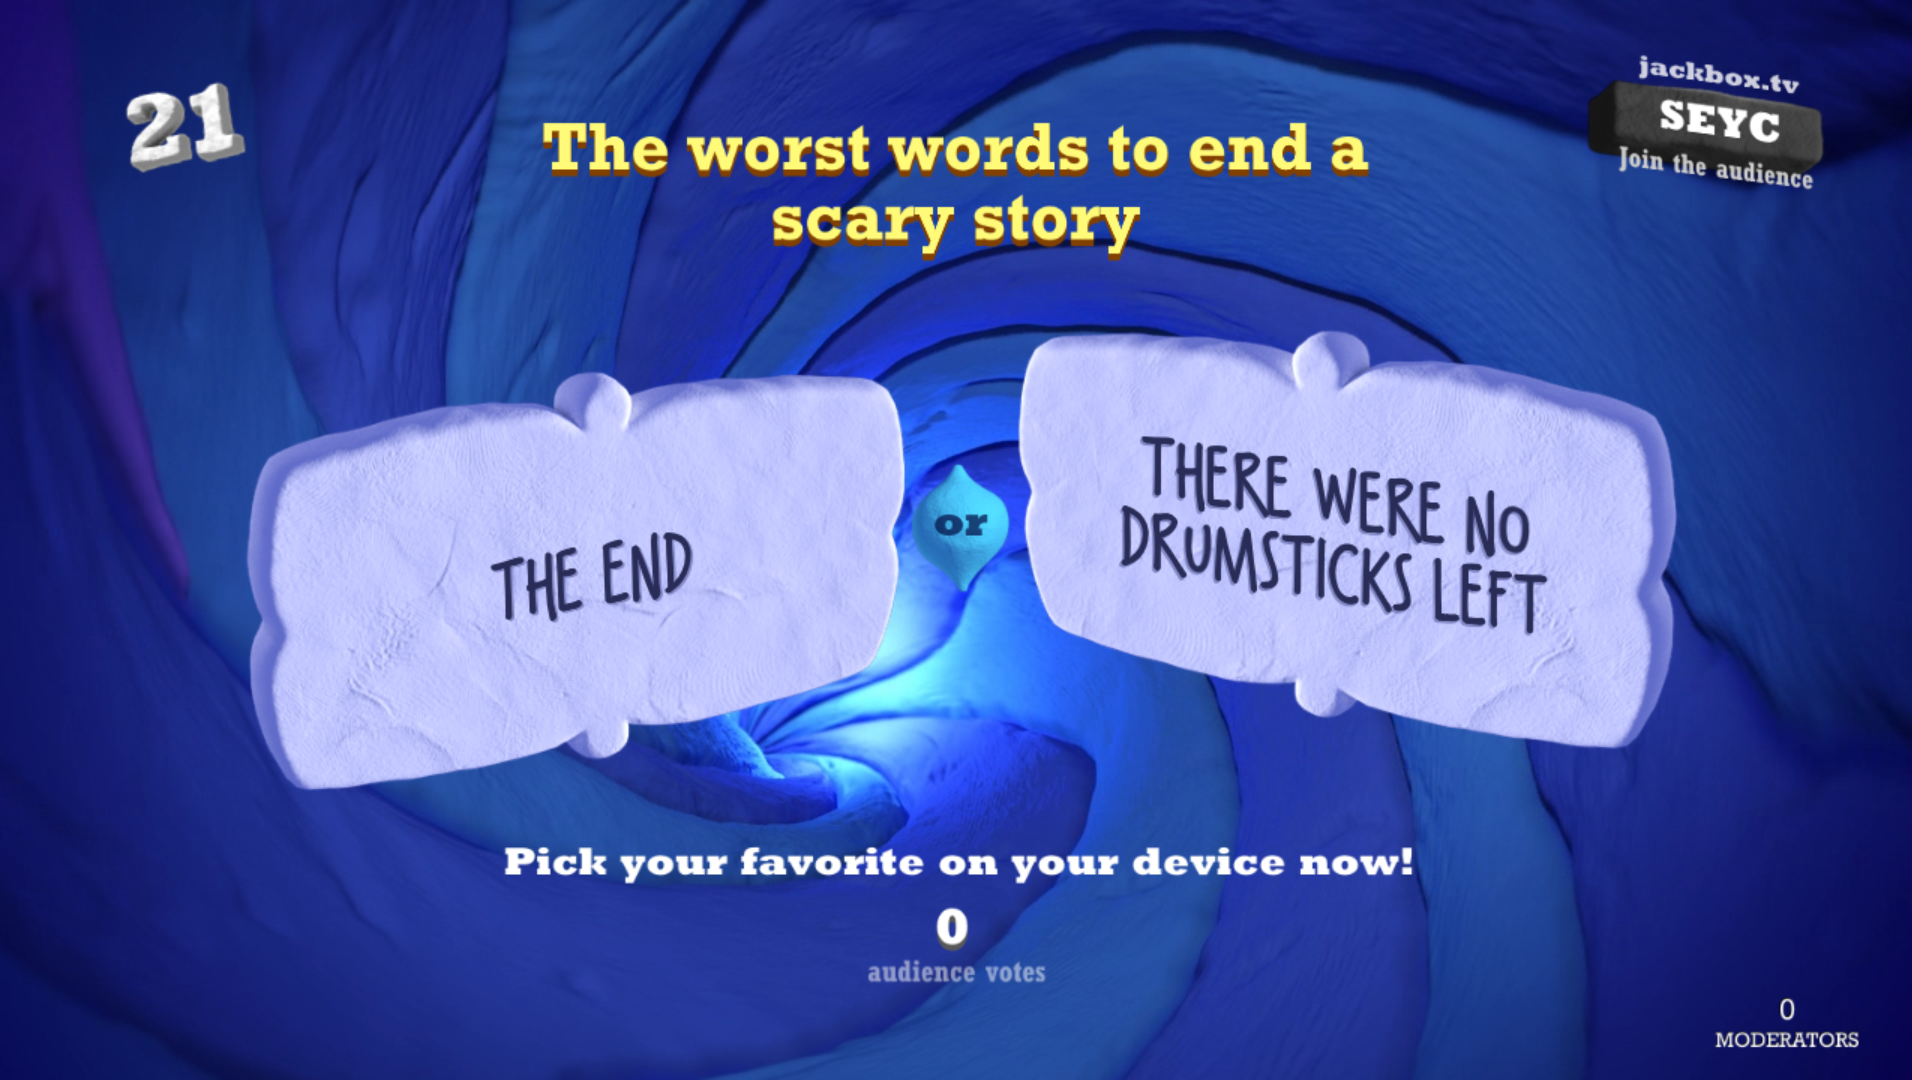 21
jackbox.tv
SEYC
Join the audience
The worst words to end a
scary story
THE END
or
THERE WERE NO
DRUMSTICKS LEFT
Pick your favorite on your device now!
0
audience votes
0
MODERATORS